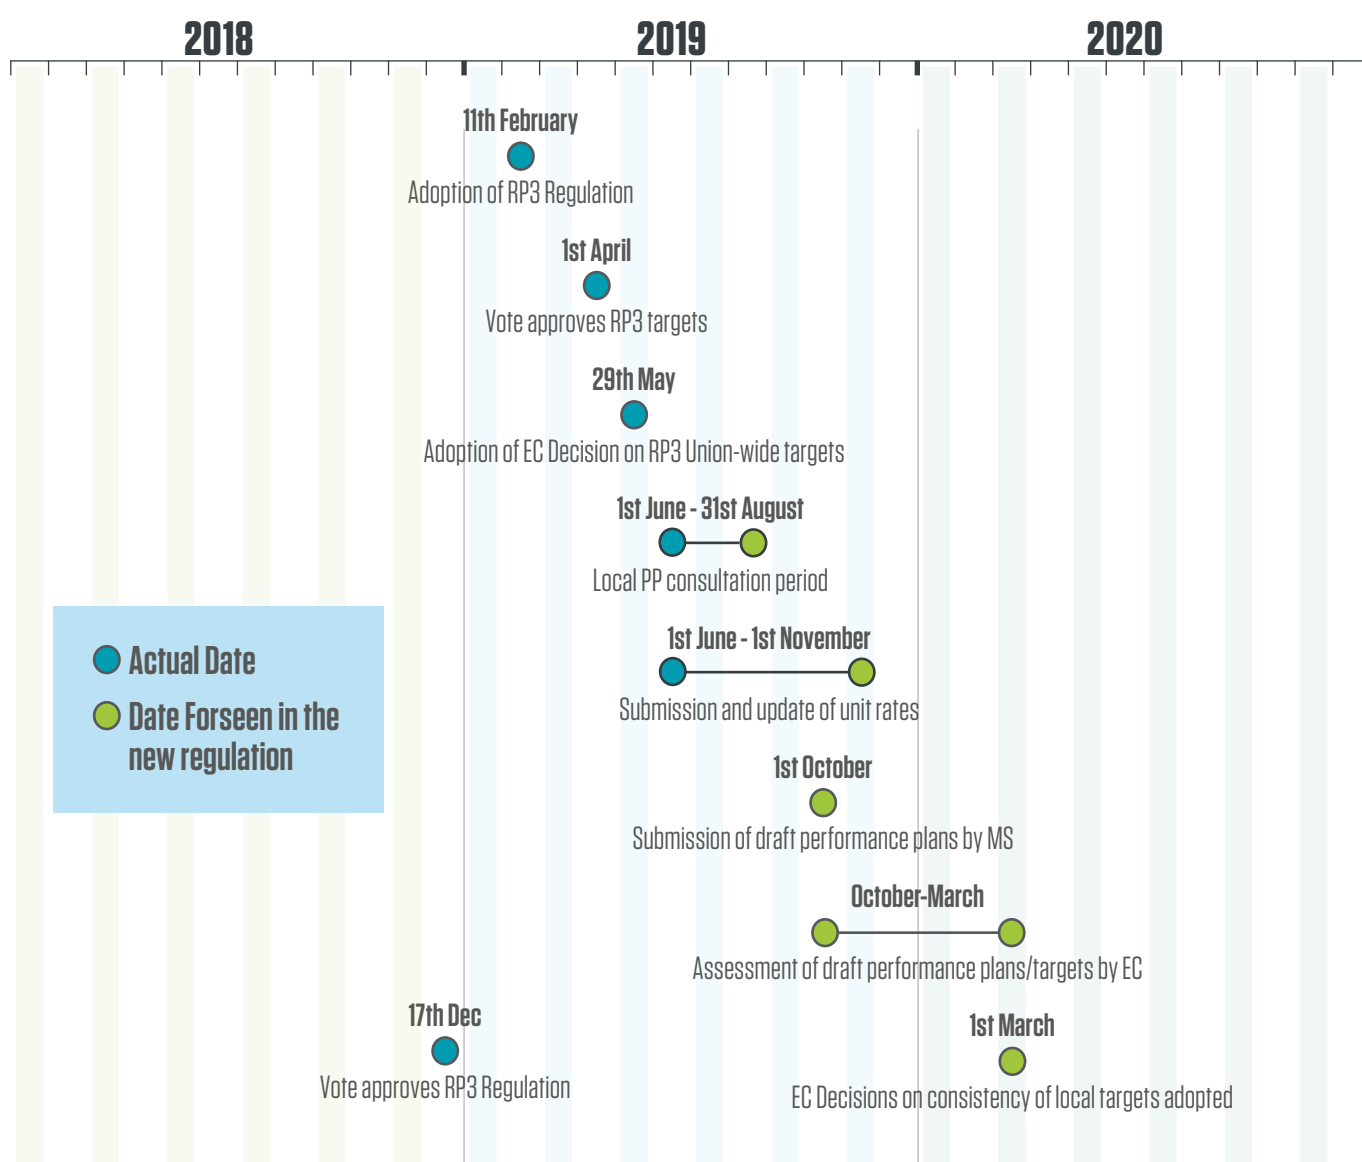 2018
2019
2020
11th February
Adoption of RP3 Regulation
1st April
Vote approves RP3 targets
29th May
Adoption of EC Decision on RP3 Union-wide targets
1st June - 31st August
Local PP consultation period
1st June - 1st November
Submission and update of unit rates
Actual Date
Date Forseen in the
new regulation
1st October
Submission of draft performance plans by MS
October-March
Assessment of draft performance plans/targets by EC
17th Dec
Vote approves RP3 Regulation
1st March
EC Decisions on consistency of local targets adopted